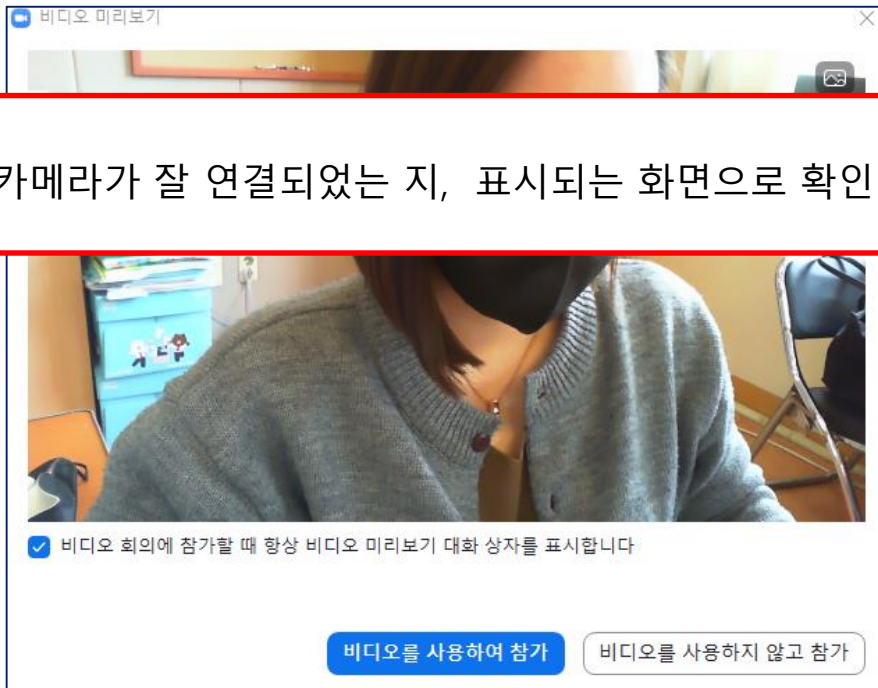 비디오 미리보기
카메라가 잘 연결되었는 지, 표시되는 화면으로 확인
비디오 회의에 참가할 때 항상 비디오 미리보기 대화 상자를 표시합니다
비디오를 사용하여 참가
비디오를 사용하지 않고 참가